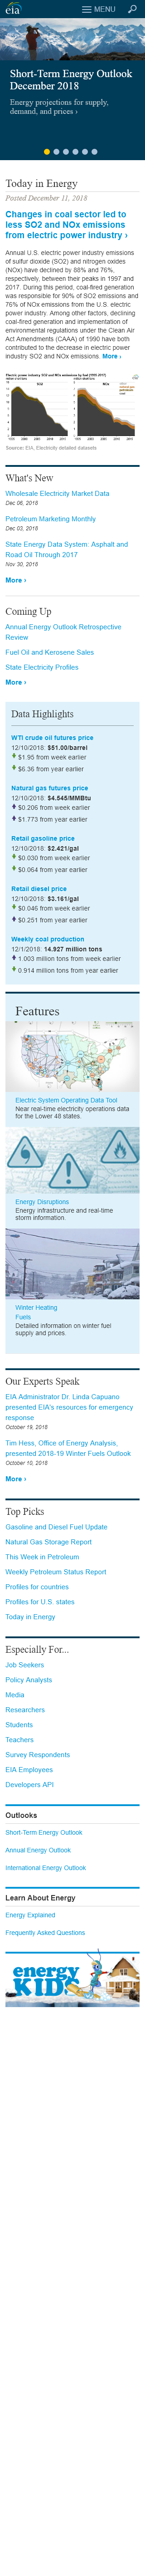 eia
MENU
Short-Term Energy Outlook
December 2018
Energy projections for supply,
demand, and prices ›
Today in Energy
Posted December 11, 2018
Changes in coal sector led to
less SO2 and NOx emissions
from electric power industry ›
Annual U.S. electric power industry emissions
of sulfur dioxide (SO2) and nitrogen oxides
(NOx) have declined by 88% and 76%,
respectively, between their peaks in 1997 and
2017. During this period, coal-fired generators
was responsible for 90% of SO2 emissions and
76% of NOx emissions from the U.S. electric
power industry. Among other factors, declining
coal-fired generation and implementation of
environmental regulations under the Clean Air
Act Amendments (CAAA) of 1990 have both
contributed to the decrease in electric power
industry SO2 and NOx emissions. More ›
Electric power industry SO2 and NOx emissions by fuel (1990-2017)
Source: EIA, Electricity detailed datasets
What's New
Wholesale Electricity Market Data
Dec 06, 2018
Petroleum Marketing Monthly
Dec 03, 2018
State Energy Data System: Asphalt and
Road Oil Through 2017
Nov 30, 2018
More ›
Coming Up
Annual Energy Outlook Retrospective
Review
Fuel Oil and Kerosene Sales
State Electricity Profiles
More ›
Data Highlights
WTI crude oil futures price
12/10/2018: $51.00/barrel
$1.95 from week earlier
$6.36 from year earlier
Natural gas futures price
12/10/2018: $4.545/MMBtu
$0.206 from week earlier
$1.773 from year earlier
Retail gasoline price
12/10/2018: $2.421/gal
$0.030 from week earlier
$0.064 from year earlier
Retail diesel price
12/10/2018: $3.161/gal
$0.046 from week earlier
$0.251 from year earlier
Weekly coal production
12/1/2018: 14.927 million tons
1.003 million tons from week earlier
0.914 million tons from year earlier
Features
Electric System Operating Data Tool
Near real-time electricity operations data
for the Lower 48 states.
Energy Disruptions
Energy infrastructure and real-time
storm information.
Winter Heating
Fuels
Detailed information on winter fuel
supply and prices.
Our Experts Speak
EIA Administrator Dr. Linda Capuano
presented EIA's resources for emergency
response
October 19, 2018
Tim Hess, Office of Energy Analysis,
presented 2018-19 Winter Fuels Outlook
October 10, 2018
More ›
Top Picks
Gasoline and Diesel Fuel Update
Natural Gas Storage Report
This Week in Petroleum
Weekly Petroleum Status Report
Profiles for countries
Profiles for U.S. states
Today in Energy
Especially For...
Job Seekers
Policy Analysts
Media
Researchers
Students
Teachers
Survey Respondents
EIA Employees
Developers API
Outlooks
Short-Term Energy Outlook
Annual Energy Outlook
International Energy Outlook
Learn About Energy
Energy Explained
Frequently Asked Questions
energy
KIDS